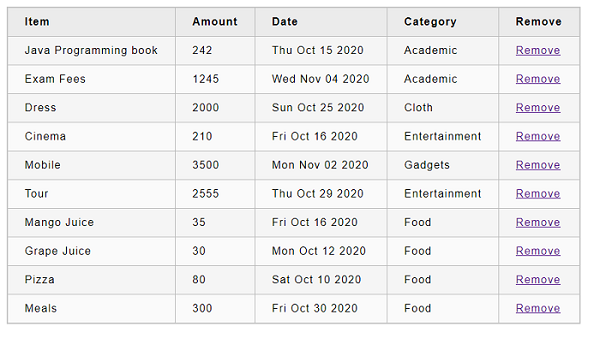 Item Amount Date Category Remove
Java Programming book 242 Thu Oct 15 2020 Academic Remove
Exam Fees 1245 Wed Nov 04 2020 Academic Remove
Dress 2000 Sun Oct 25 2020 Cloth Remove
Cinema 210 Fri Oct 16 2020 Entertainment Remove
Mobile 3500 Mon Nov 02 2020 Gadgets Remove
Tour 2555 Thu Oct 29 2020 Entertainment Remove
Mango Juice 35 Fri Oct 16 2020 Food Remove
Grape Juice 30 Mon Oct 12 2020 Food Remove
Pizza 80 Sat Oct 10 2020 Food Remove
Meals 300 Fri Oct 30 2020 Food Remove